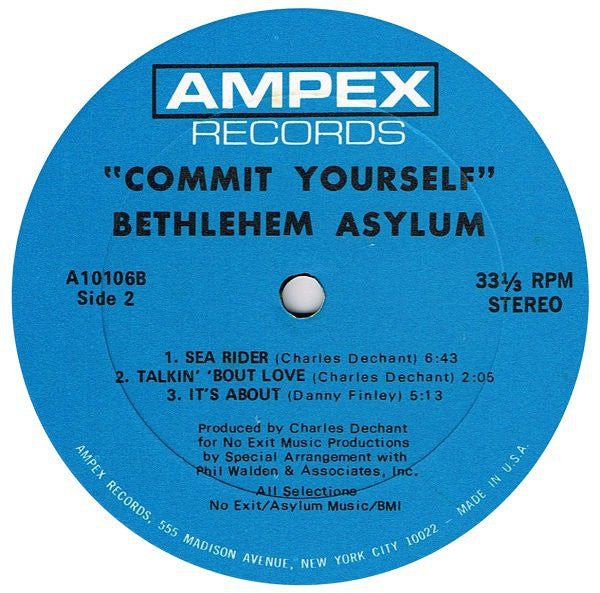 AMPEX
RECORDS
"COMMIT YOURSELF"
BETHLEHEM ASYLUM
A10106B
Side 2
33⅓ RPM
STEREO
1. SEA RIDER (Charles Dechant) 6:43
2. TALKIN' 'BOUT LOVE (Charles Dechant) 2:05
3. IT'S ABOUT (Danny Finley) 5:13
Produced by Charles Dechant
for No Exit Music Productions
by Special Arrangement with
Phil Walden & Associates, Inc.
All Selections
No Exit/Asylum Music/BMI
AMPEX RECORDS, 555 MADISON AVENUE, NEW YORK CITY 10022 – MADE IN U.S.A.